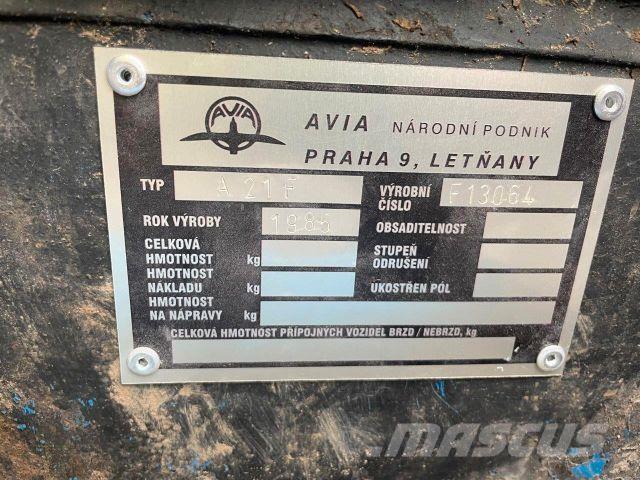 AVIA
AVIA NÁRODNÍ PODNIK
PRAHA 9, LETŇANY
TYP A 21 F
VÝROBNÍ ČÍSLO F13064
ROK VÝROBY 1985
OBSADITELNOST
CELKOVÁ HMOTNOST kg
STUPEŇ ODRUŠENÍ
HMOTNOST NÁKLADU kg
UKOSTŘEN PÓL
HMOTNOST NA NÁPRAVY kg
CELKOVÁ HMOTNOST PŘÍPOJNÝCH VOZIDEL BRZD / NEBRZD, kg
MASCUS